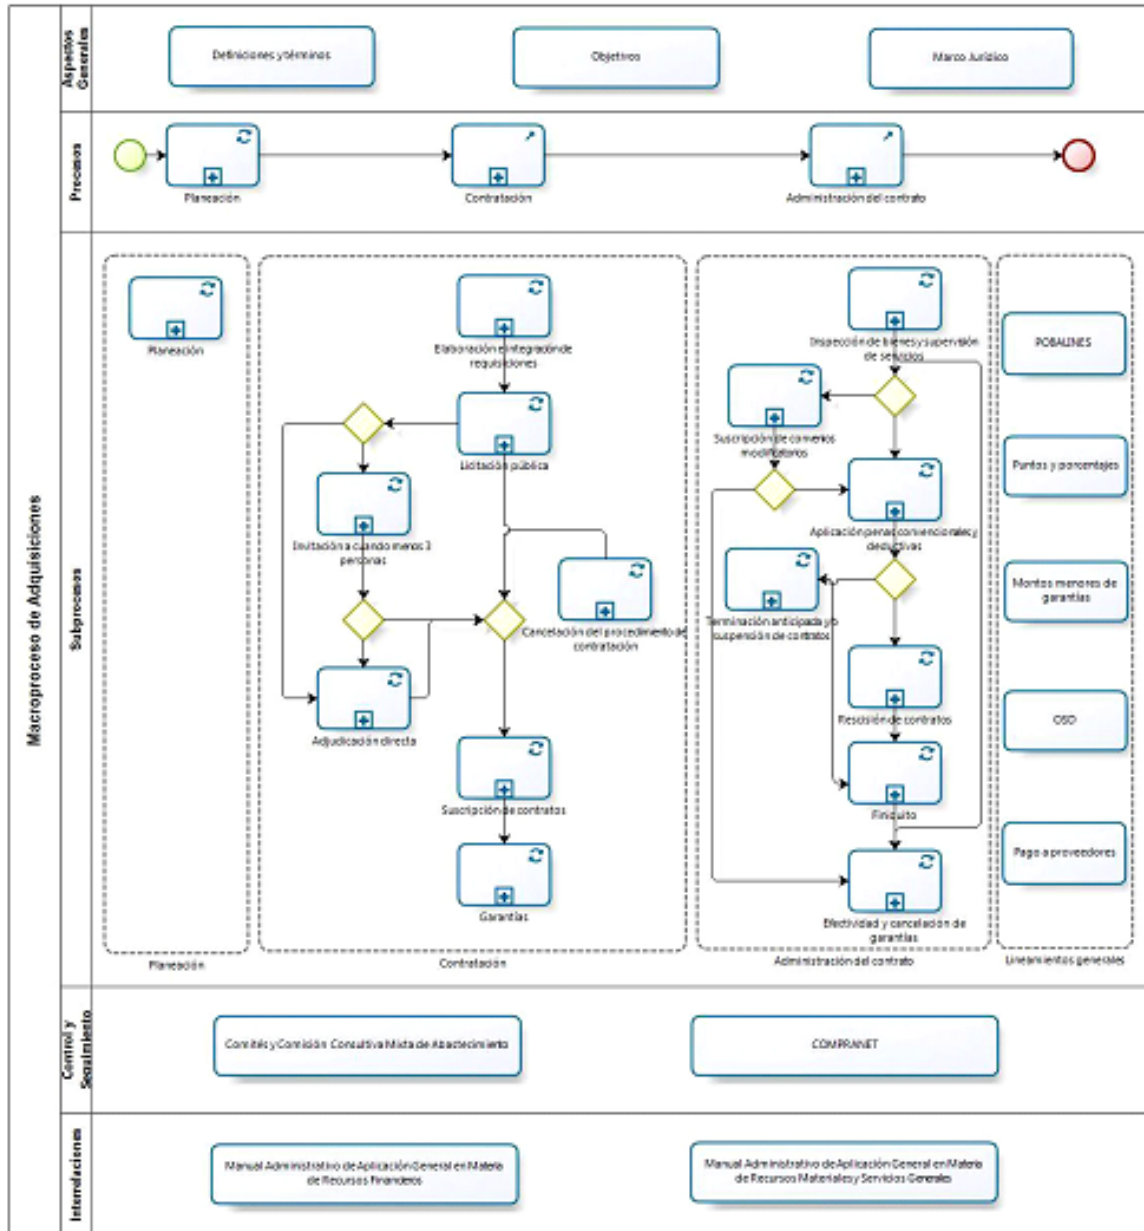 Macroproceso de Adquisiciones
Aspectos
Generales
Definiciones y términos
Objetivos
Marco Jurídico
Procesos
Planeación
Contratación
Administración del contrato
Subprocesos
Planeación
Elaboración e integración de
requisiciones
Licitación pública
Invitación a cuando menos 3
personas
Cancelación del procedimiento de
contratación
Adjudicación directa
Suscripción de contratos
Garantías
Inspección de bienes y supervisión
de servicios
Suscripción de convenios
modificatorios
Aplicación penas convencionales y
deductivas
Terminación anticipada y/o
suspención de contratos
Rescisión de contratos
Finiquito
Efectividad y cancelación de
garantías
POBALINES
Puntos y porcentajes
Montos menores de
garantías
OSD
Pago a proveedores
Planeación
Contratación
Administración del contrato
Lineamientos generales
Control y
Seguimiento
Comités y Comisión Consultiva Mixta de Abastecimiento
COMPRANET
Interrelaciones
Manual Administrativo de Aplicación General en Materia
de Recursos Financieros
Manual Administrativo de Aplicación General en Materia
de Recursos Materiales y Servicios Generales